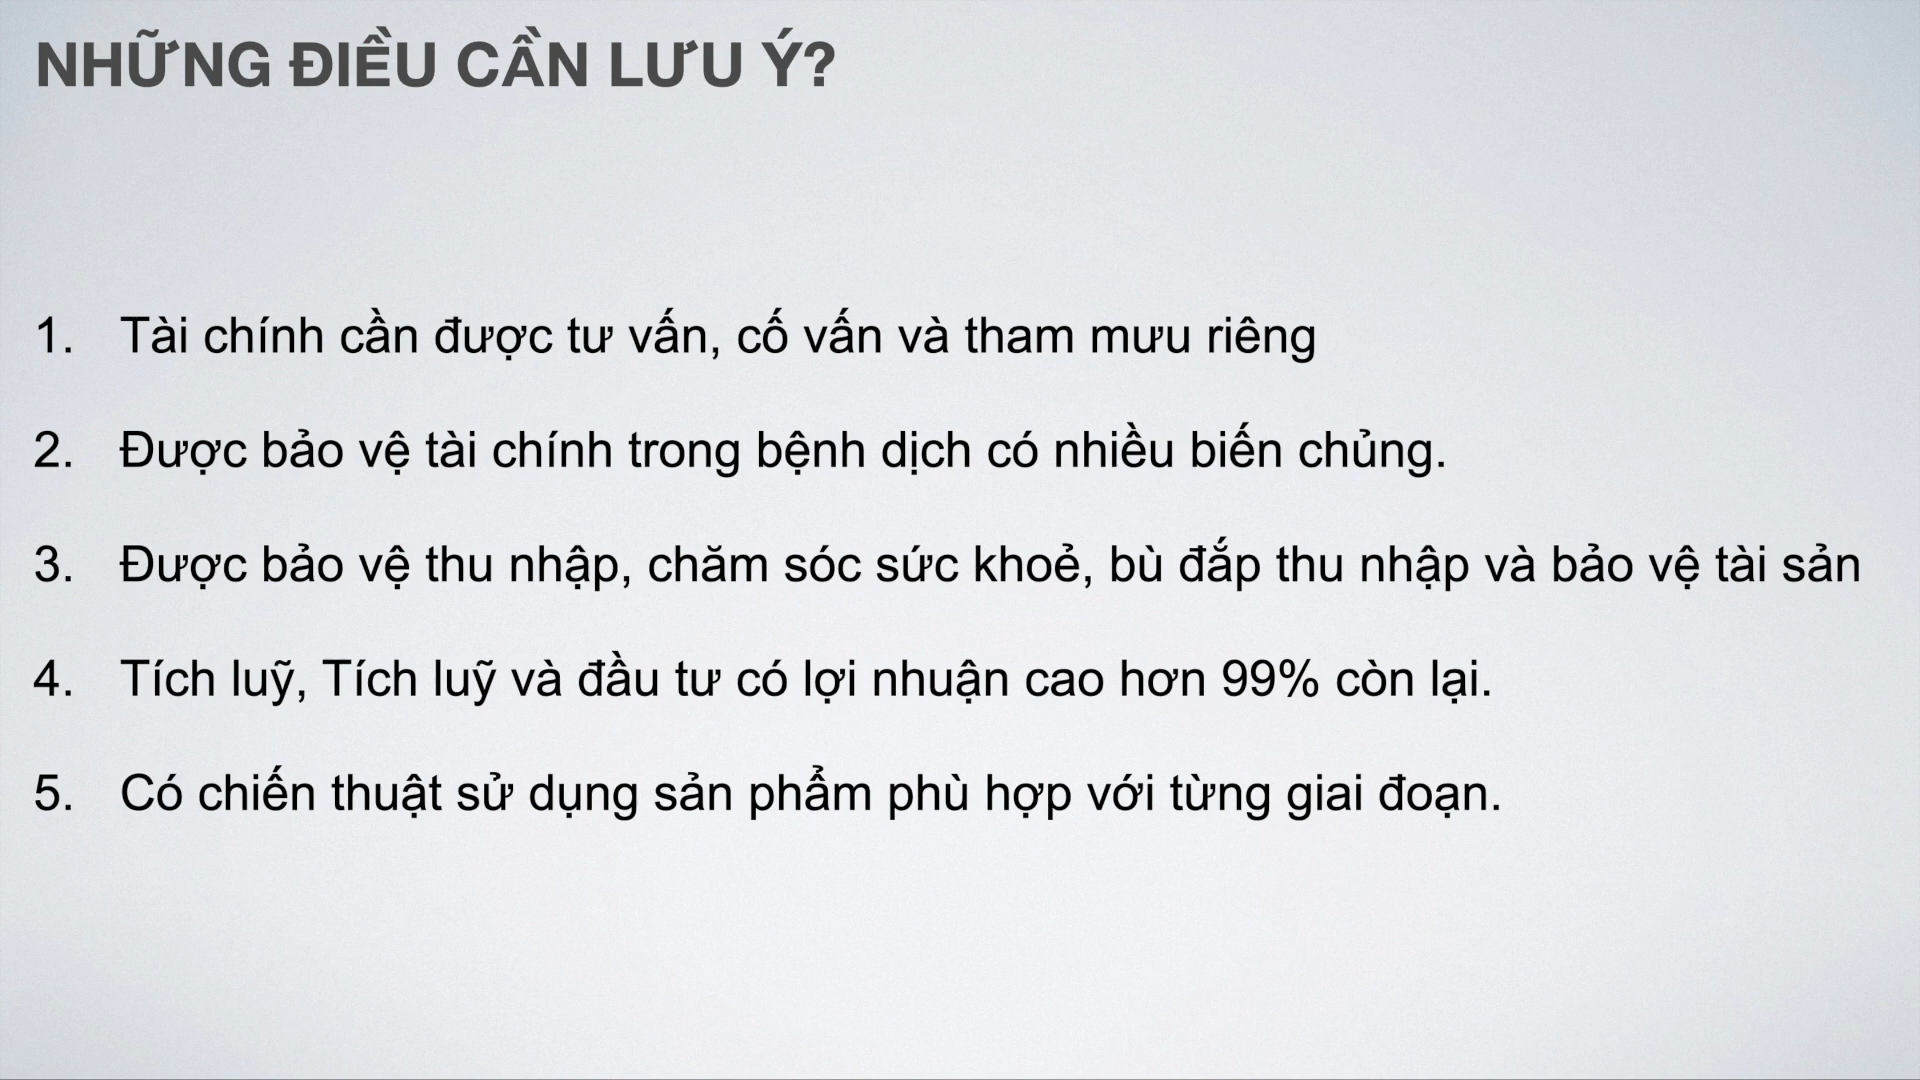 NHỮNG ĐIỀU CẦN LƯU Ý?
1. Tài chính cần được tư vấn, cố vấn và tham mưu riêng
2. Được bảo vệ tài chính trong bệnh dịch có nhiều biến chủng.
3. Được bảo vệ thu nhập, chăm sóc sức khoẻ, bù đắp thu nhập và bảo vệ tài sản
4. Tích luỹ, Tích luỹ và đầu tư có lợi nhuận cao hơn 99% còn lại.
5. Có chiến thuật sử dụng sản phẩm phù hợp với từng giai đoạn.